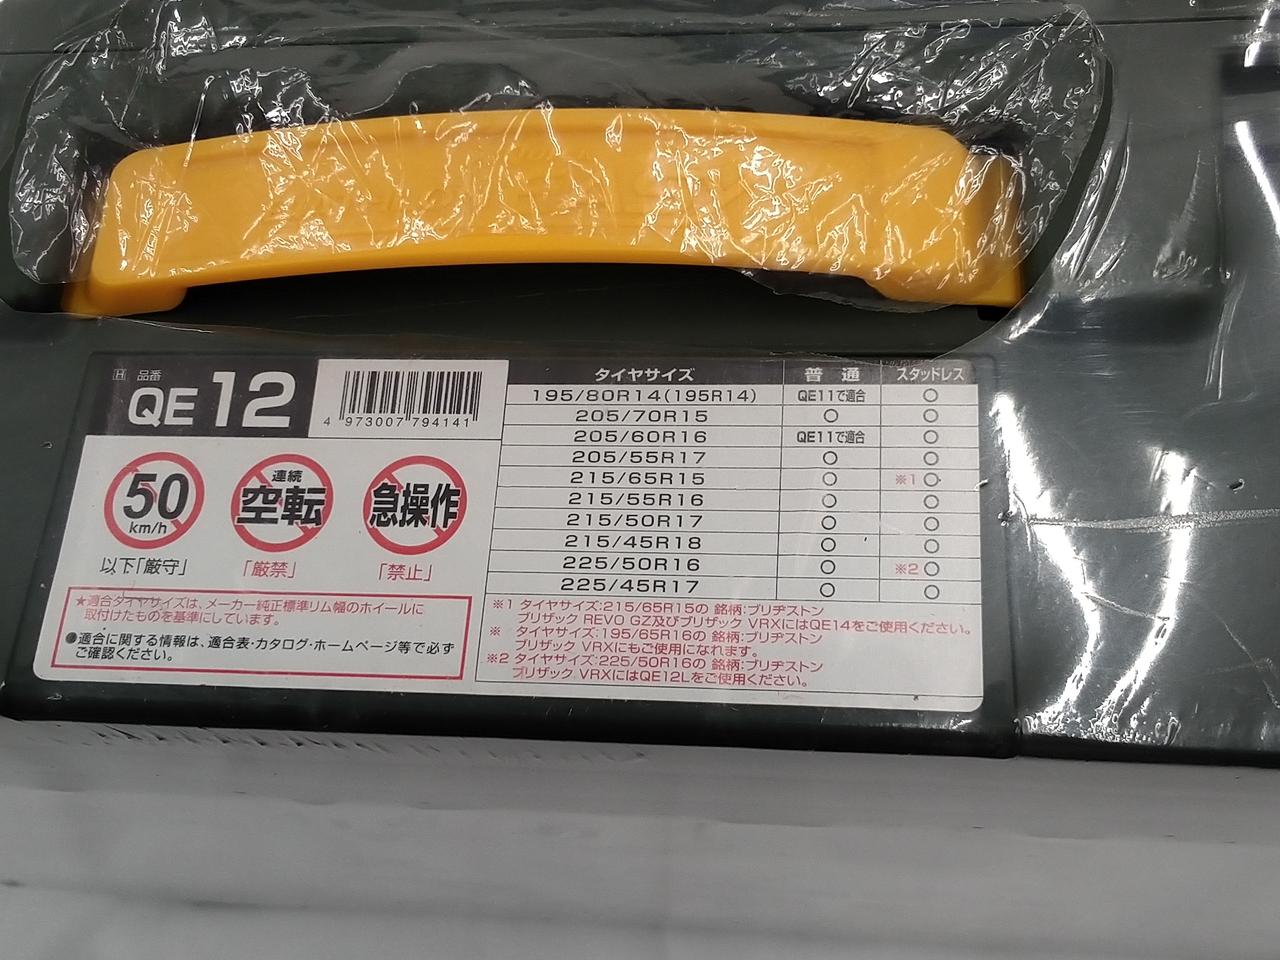 H 品番
QE12
4 973007 794141
50
km/h
以下「厳守」
連続
空転
「厳禁」
急操作
「禁止」
★適合タイヤサイズは、メーカー純正標準リム幅のホイールに
取付けたものを基準にしています。
●適合に関する情報は、適合表・カタログ・ホームページ等で必ず
ご確認ください。
タイヤサイズ 普通 スタッドレス
195/80R14(195R14) QE11で適合 ○
205/70R15 ○ ○
205/60R16 QE11で適合 ○
205/55R17 ○ ○
215/65R15 ○ ※1○
215/55R16 ○ ○
215/50R17 ○ ○
215/45R18 ○ ○
225/50R16 ○ ※2○
225/45R17 ○ ○
※1 タイヤサイズ:215/65R15の 銘柄:ブリヂストン
ブリザック REVO GZ及びブリザック VRXにはQE14をご使用ください。
※ タイヤサイズ:195/65R16の 銘柄:ブリヂストン
ブリザック VRXにもご使用になれます。
※2 タイヤサイズ:225/50R16の 銘柄:ブリヂストン
ブリザック VRXにはQE12Lをご使用ください。